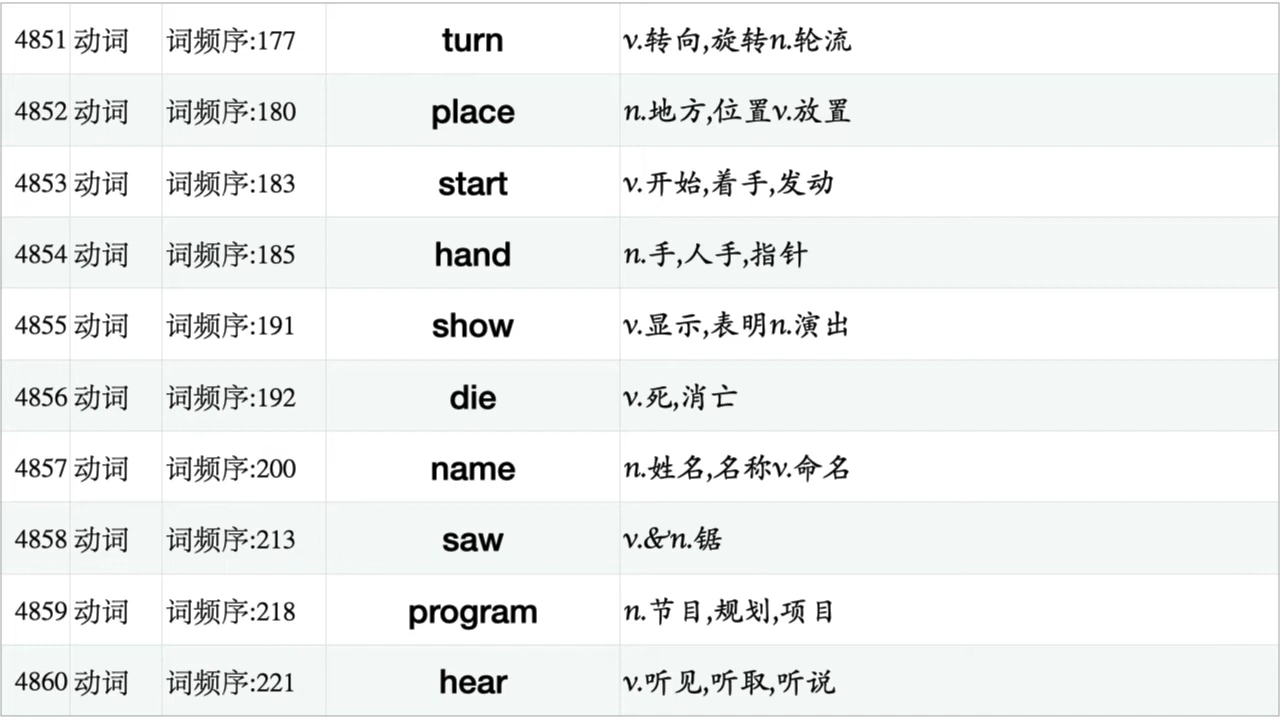 4851 动词 词频序:177 turn v.转向,旋转n.轮流
4852 动词 词频序:180 place n.地方,位置v.放置
4853 动词 词频序:183 start v.开始,着手,发动
4854 动词 词频序:185 hand n.手,人手,指针
4855 动词 词频序:191 show v.显示,表明n.演出
4856 动词 词频序:192 die v.死,消亡
4857 动词 词频序:200 name n.姓名,名称v.命名
4858 动词 词频序:213 saw v.&n.锯
4859 动词 词频序:218 program n.节目,规划,项目
4860 动词 词频序:221 hear v.听见,听取,听说